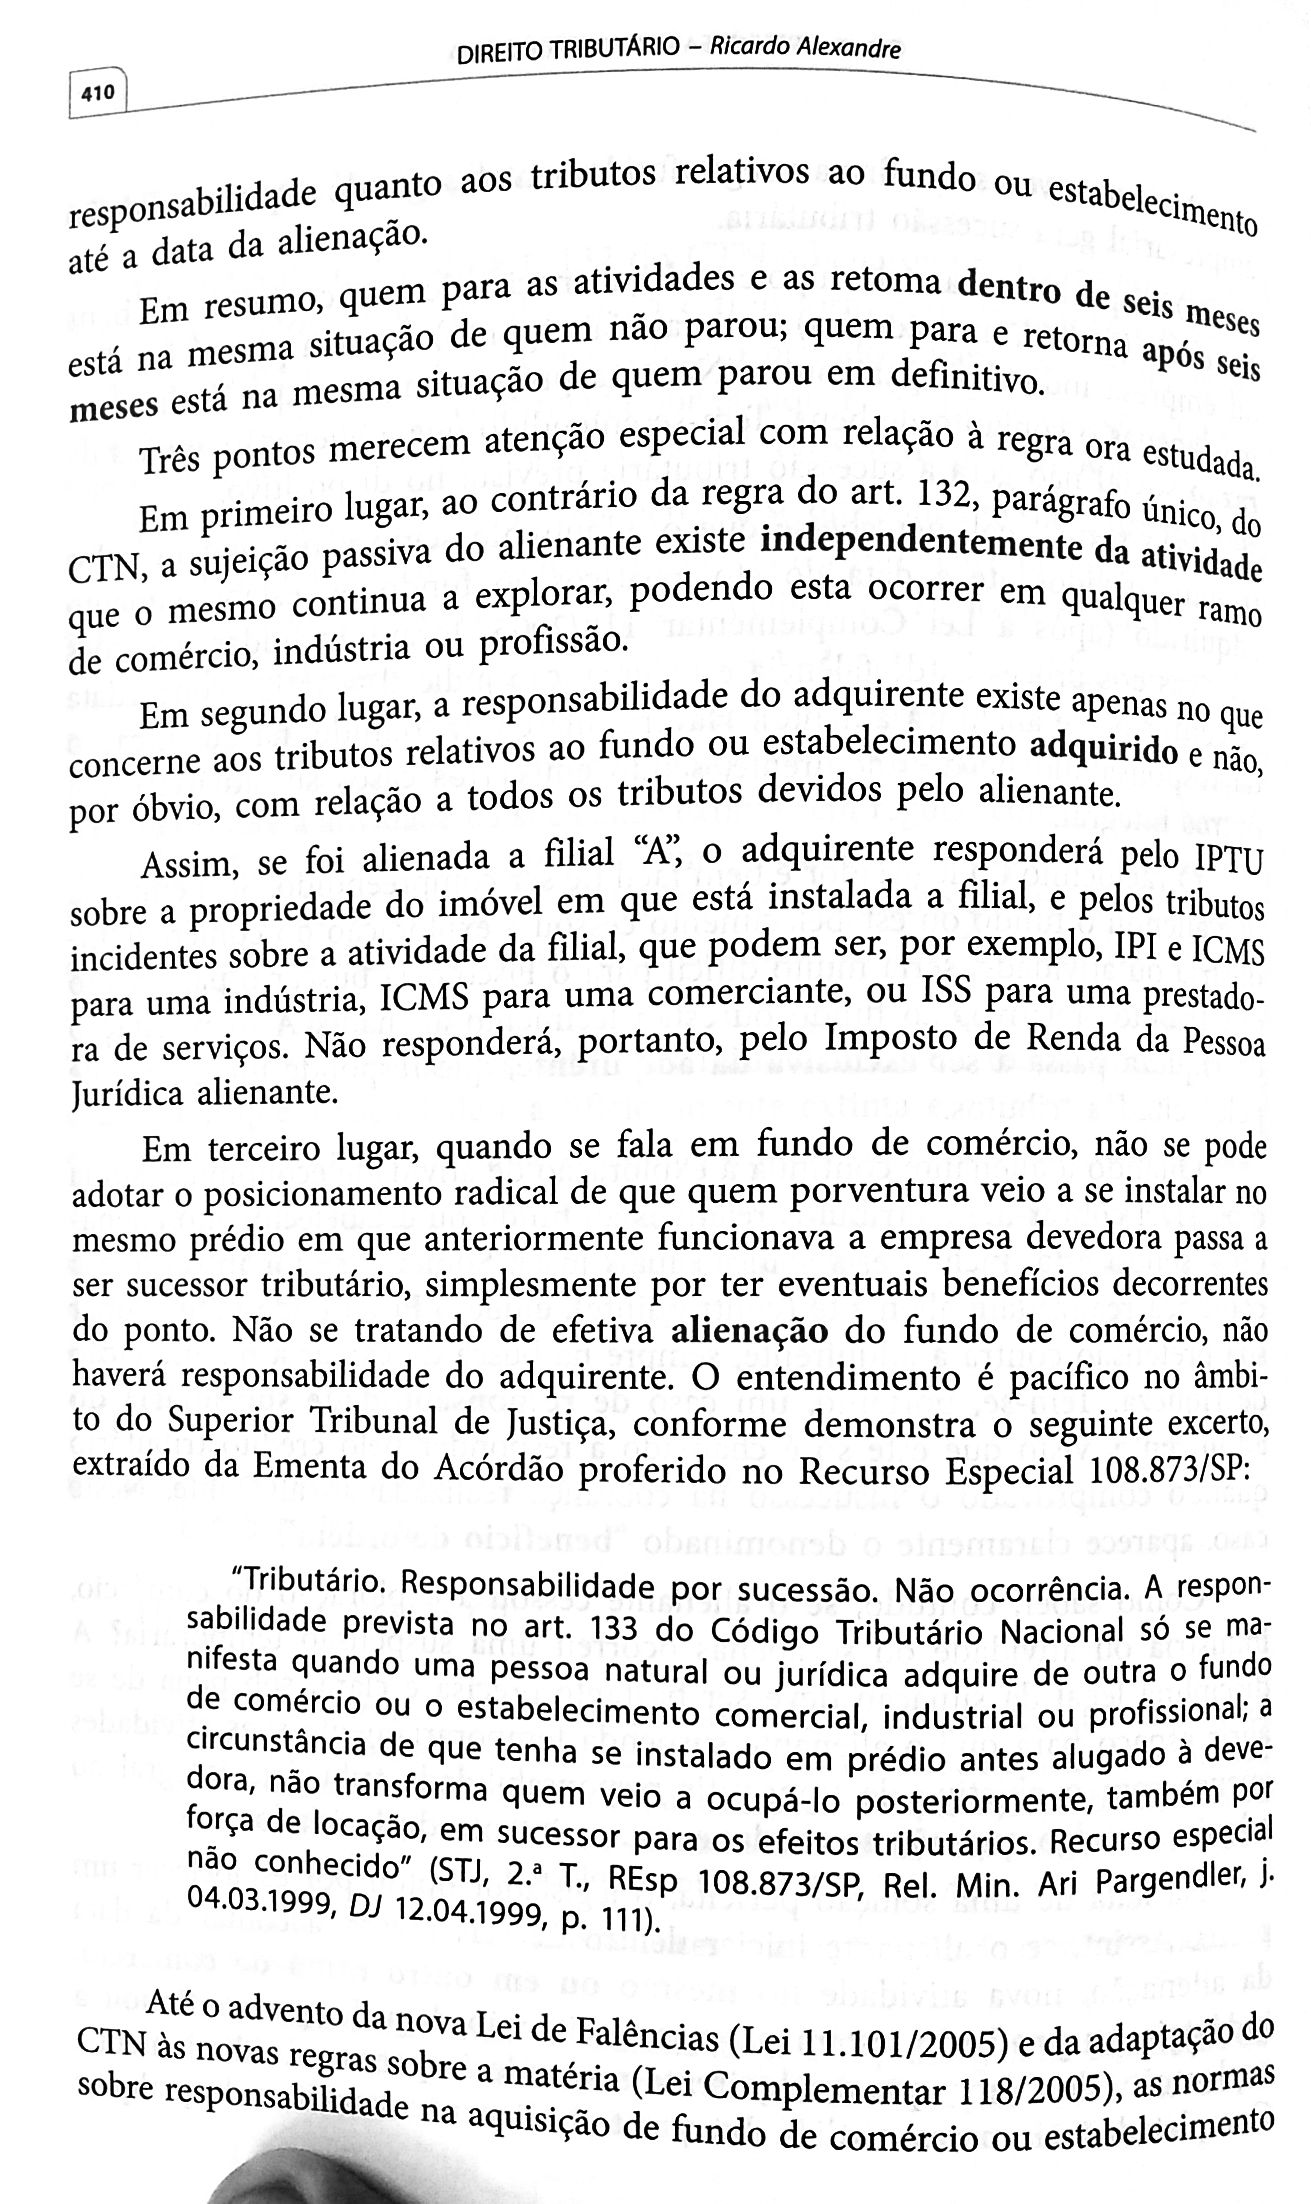 DIREITO TRIBUTÁRIO – Ricardo Alexandre
410
responsabilidade quanto aos tributos relativos ao fundo ou estabelecimento
até a data da alienação.
Em resumo, quem para as atividades e as retoma dentro de seis meses
está na mesma situação de quem não parou; quem para e retorna após seis
meses está na mesma situação de quem parou em definitivo.
Três pontos merecem atenção especial com relação à regra ora estudada.
Em primeiro lugar, ao contrário da regra do art. 132, parágrafo único, do
CTN, a sujeição passiva do alienante existe independentemente da atividade
que o mesmo continua a explorar, podendo esta ocorrer em qualquer ramo
de comércio, indústria ou profissão.
Em segundo lugar, a responsabilidade do adquirente existe apenas no que
concerne aos tributos relativos ao fundo ou estabelecimento adquirido e não,
por óbvio, com relação a todos os tributos devidos pelo alienante.
Assim, se foi alienada a filial “A”, o adquirente responderá pelo IPTU
sobre a propriedade do imóvel em que está instalada a filial, e pelos tributos
incidentes sobre a atividade da filial, que podem ser, por exemplo, IPI e ICMS
para uma indústria, ICMS para uma comerciante, ou ISS para uma prestado-
ra de serviços. Não responderá, portanto, pelo Imposto de Renda da Pessoa
Jurídica alienante.
Em terceiro lugar, quando se fala em fundo de comércio, não se pode
adotar o posicionamento radical de que quem porventura veio a se instalar no
mesmo prédio em que anteriormente funcionava a empresa devedora passa a
ser sucessor tributário, simplesmente por ter eventuais benefícios decorrentes
do ponto. Não se tratando de efetiva alienação do fundo de comércio, não
haverá responsabilidade do adquirente. O entendimento é pacífico no âmbi-
to do Superior Tribunal de Justiça, conforme demonstra o seguinte excerto,
extraído da Ementa do Acórdão proferido no Recurso Especial 108.873/SP:
“Tributário. Responsabilidade por sucessão. Não ocorrência. A respon-
sabilidade prevista no art. 133 do Código Tributário Nacional só se ma-
nifesta quando uma pessoa natural ou jurídica adquire de outra o fundo
de comércio ou o estabelecimento comercial, industrial ou profissional; a
circunstância de que tenha se instalado em prédio antes alugado à deve-
dora, não transforma quem veio a ocupá-lo posteriormente, também por
força de locação, em sucessor para os efeitos tributários. Recurso especial
não conhecido” (STJ, 2.ª T., REsp 108.873/SP, Rel. Min. Ari Pargendler, j.
04.03.1999, DJ 12.04.1999, p. 111).
Até o advento da nova Lei de Falências (Lei 11.101/2005) e da adaptação do
CTN às novas regras sobre a matéria (Lei Complementar 118/2005), as normas
sobre responsabilidade na aquisição de fundo de comércio ou estabelecimento